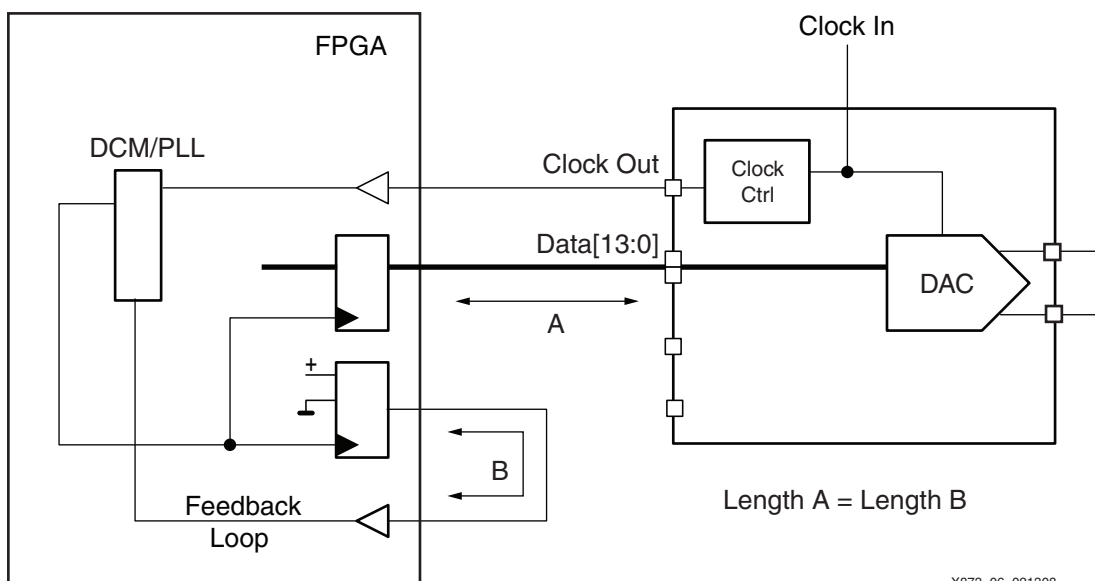 FPGA
Clock In
DCM/PLL
Clock Out
Clock
Ctrl
Data[13:0]
DAC
A
+
B
Feedback
Loop
Length A = Length B